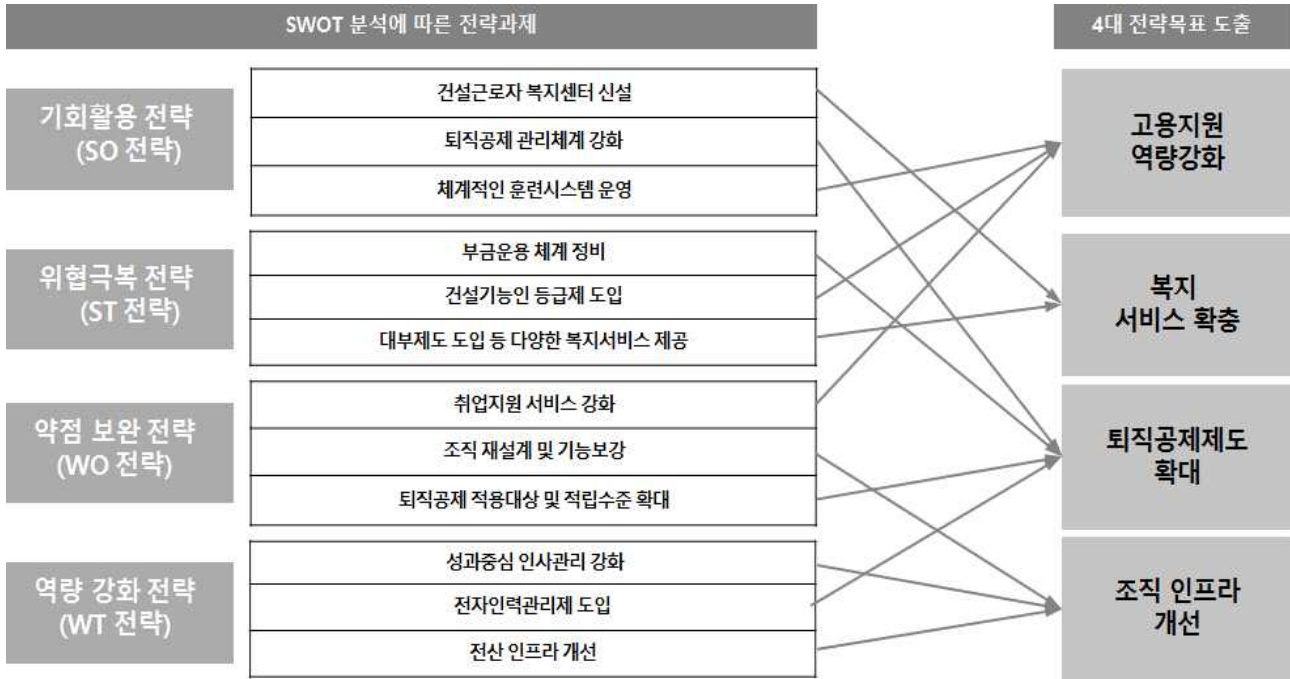 SWOT 분석에 따른 전략과제
4대 전략목표 도출
기회활용 전략
(SO 전략)
건설근로자 복지센터 신설
퇴직공제 관리체계 강화
체계적인 훈련시스템 운영
위협극복 전략
(ST 전략)
부금운용 체계 정비
건설기능인 등급제 도입
대부제도 도입 등 다양한 복지서비스 제공
약점 보완 전략
(WO 전략)
취업지원 서비스 강화
조직 재설계 및 기능보강
퇴직공제 적용대상 및 적립수준 확대
역량 강화 전략
(WT 전략)
성과중심 인사관리 강화
전자인력관리제 도입
전산 인프라 개선
고용지원
역량강화
복지
서비스 확충
퇴직공제제도
확대
조직 인프라
개선